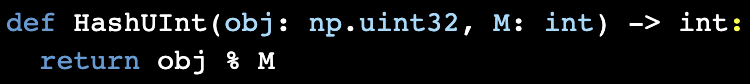 def HashUInt(obj: np.uint32, M: int) -> int:
  return obj % M